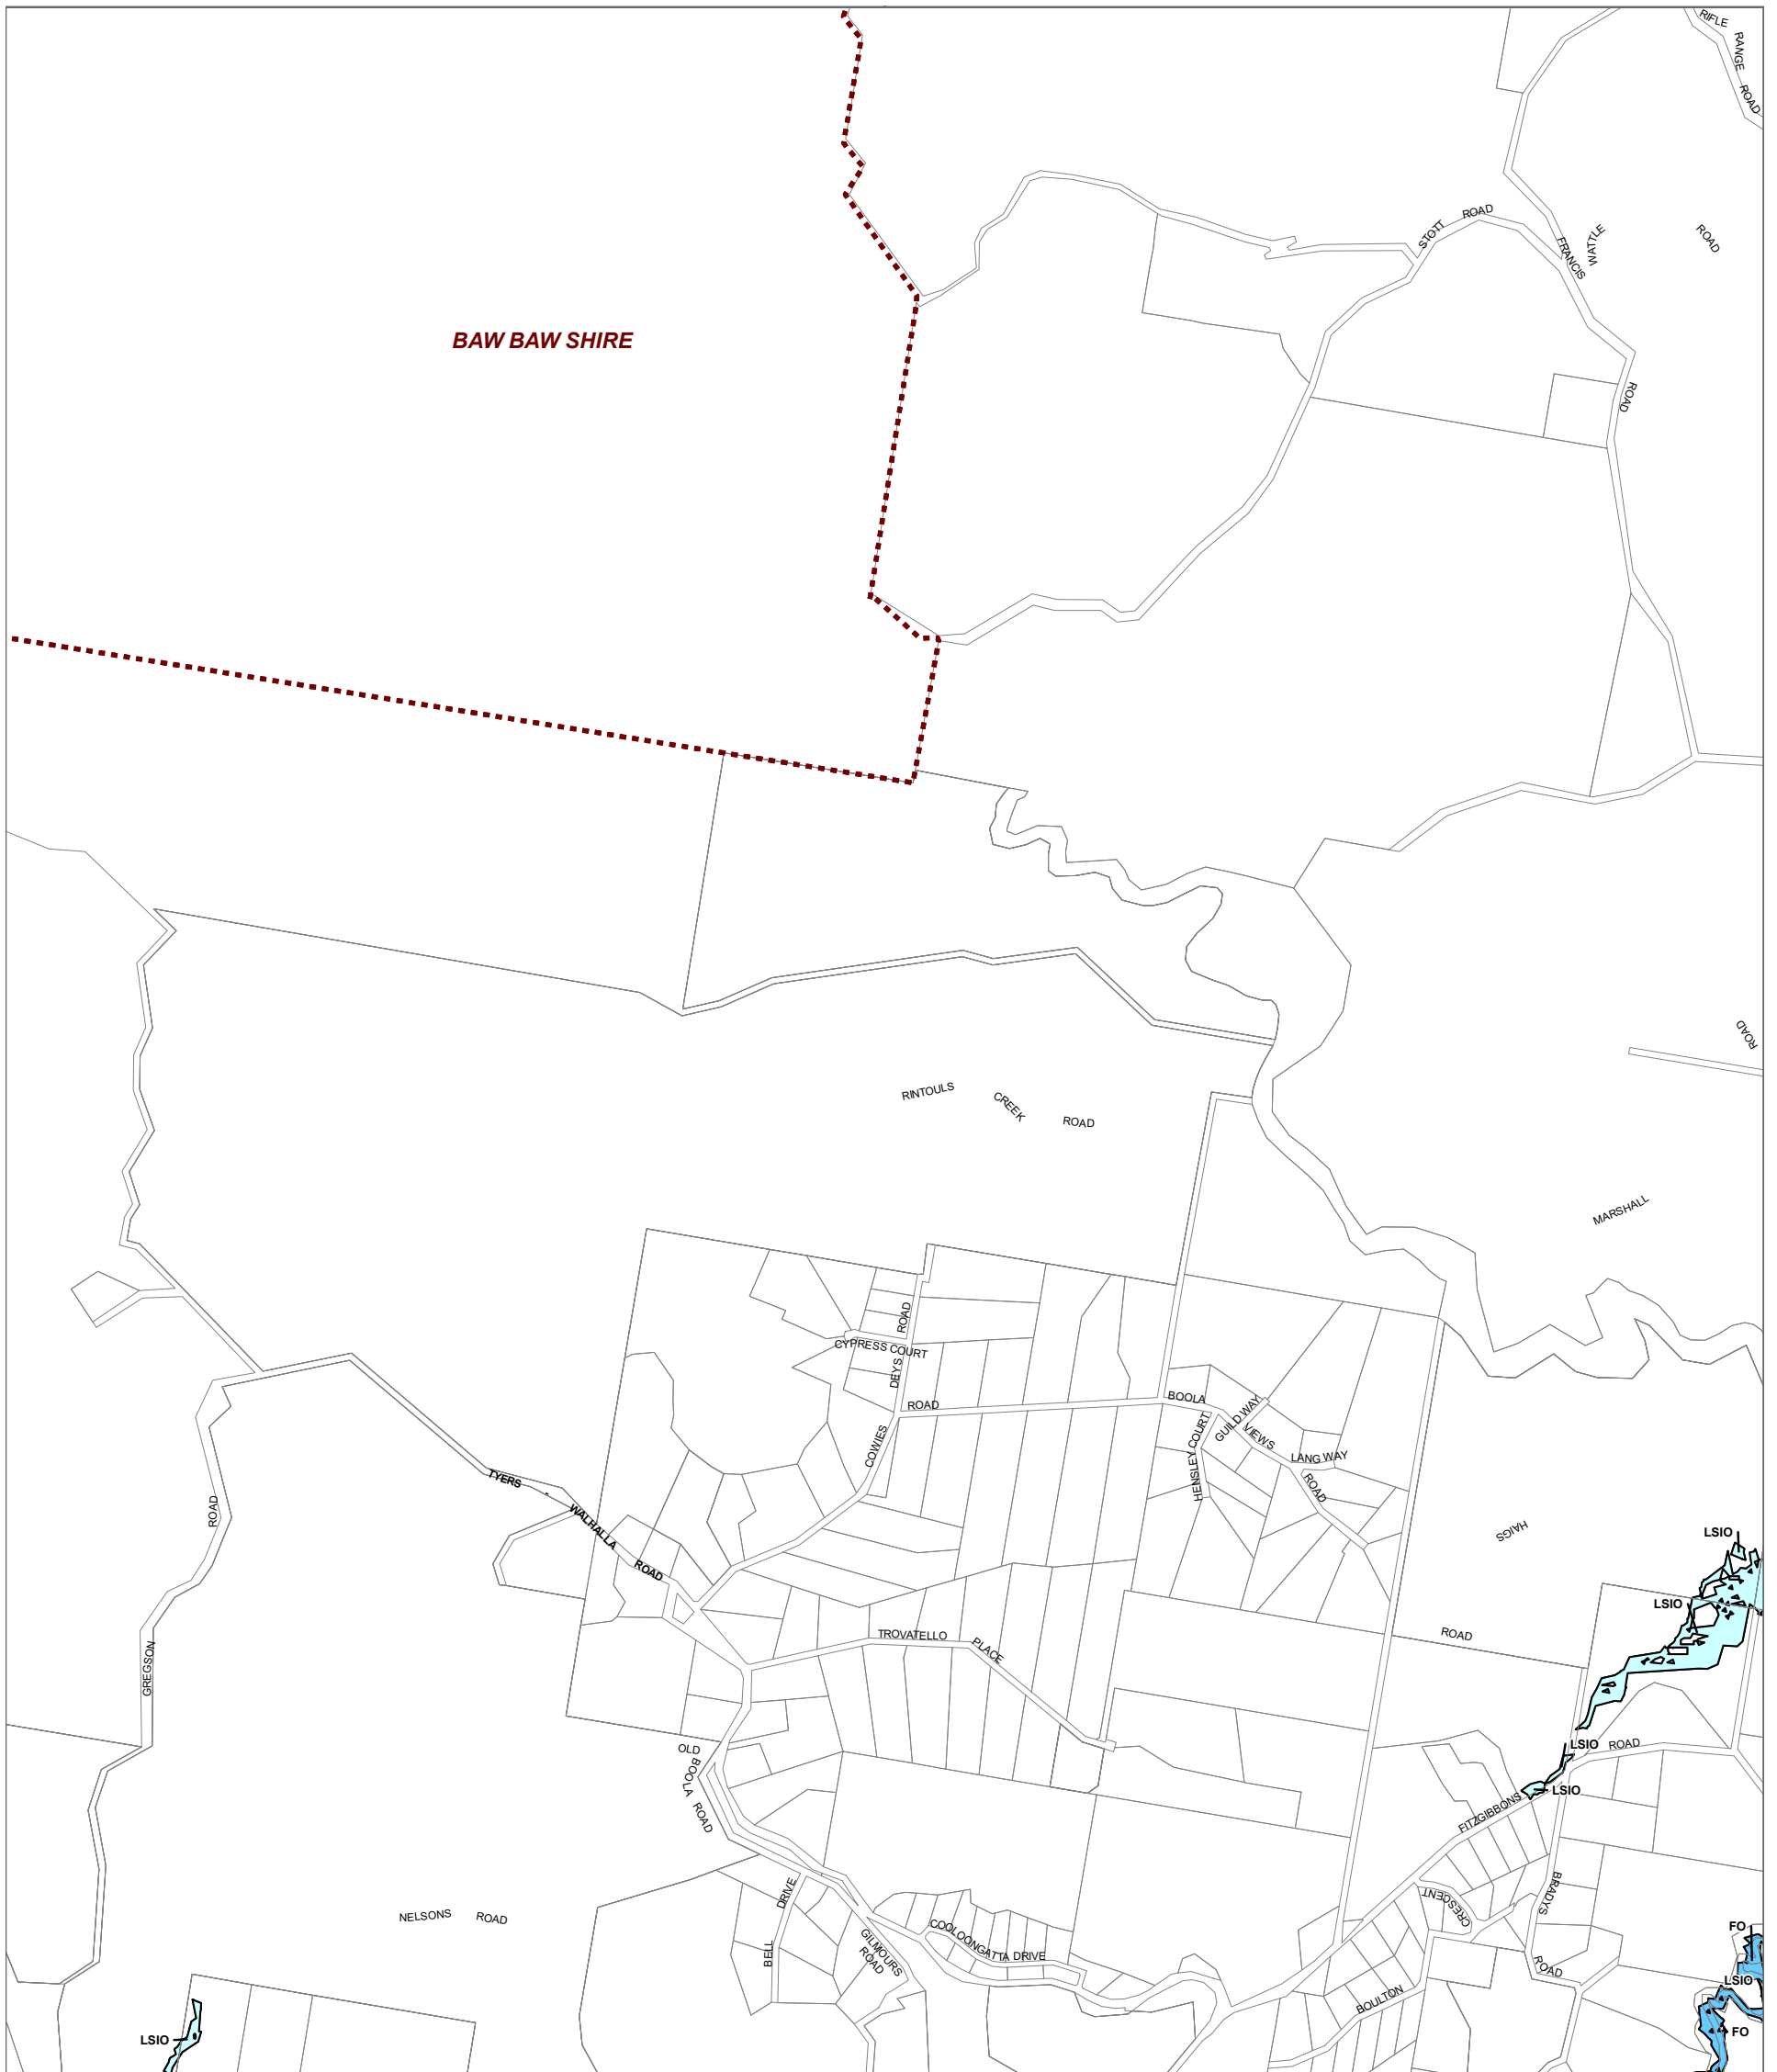 RIFLE
RANGE
ROAD
STOTT
ROAD
FRANCIS
WATTLE
ROAD
BAW BAW SHIRE
ROAD
ROAD
RINTOULS
CREEK
ROAD
MARSHALL
CYPRESS COURT
DEYS
ROAD
COWIES
ROAD
BOOLA
HENSLEY COURT
GUILD WAY
VIEWS
LANG WAY
ROAD
TYERS
-
WALHALLA
ROAD
GREGSON
ROAD
HAIGS
ROAD
LSIO
LSIO
TROVATELLO
PLACE
OLD
BOOLA
ROAD
LSIO
ROAD
LSIO
FITZGIBBONS
BRADYS
ROAD
CRESCENT
BOULTON
NELSONS
ROAD
BELL
DRIVE
GILMOURS
ROAD
COOLOONGATTA DRIVE
FO
LSIO
FO
LSIO